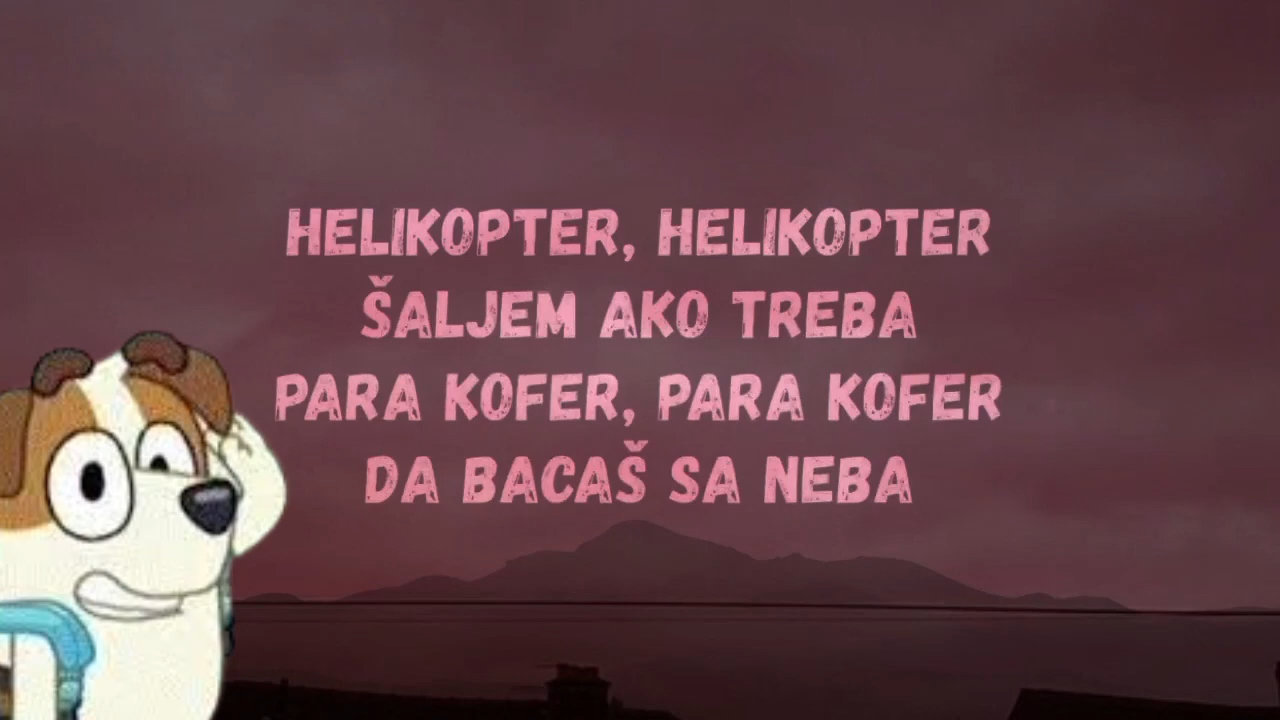 HELIKOPTER, HELIKOPTER
ŠALJEM AKO TREBA
PARA KOFER, PARA KOFER
DA BACAŠ SA NEBA